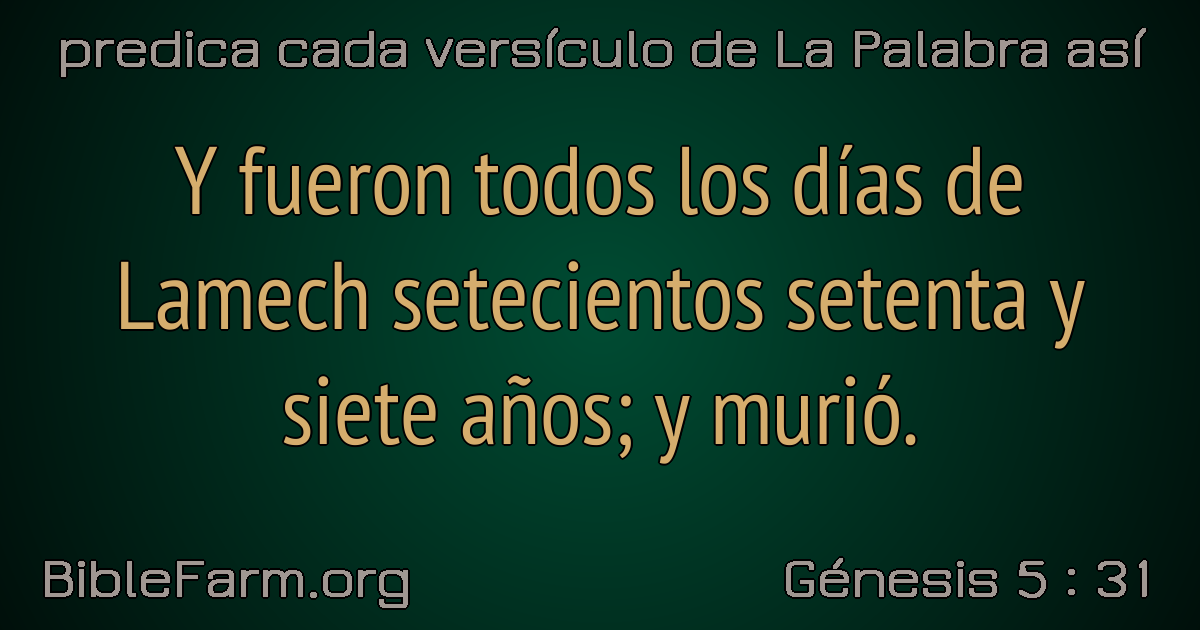 predica cada versículo de La Palabra así
Y fueron todos los días de
Lamech setecientos setenta y
siete años; y murió.
BibleFarm.org
Génesis 5 : 31